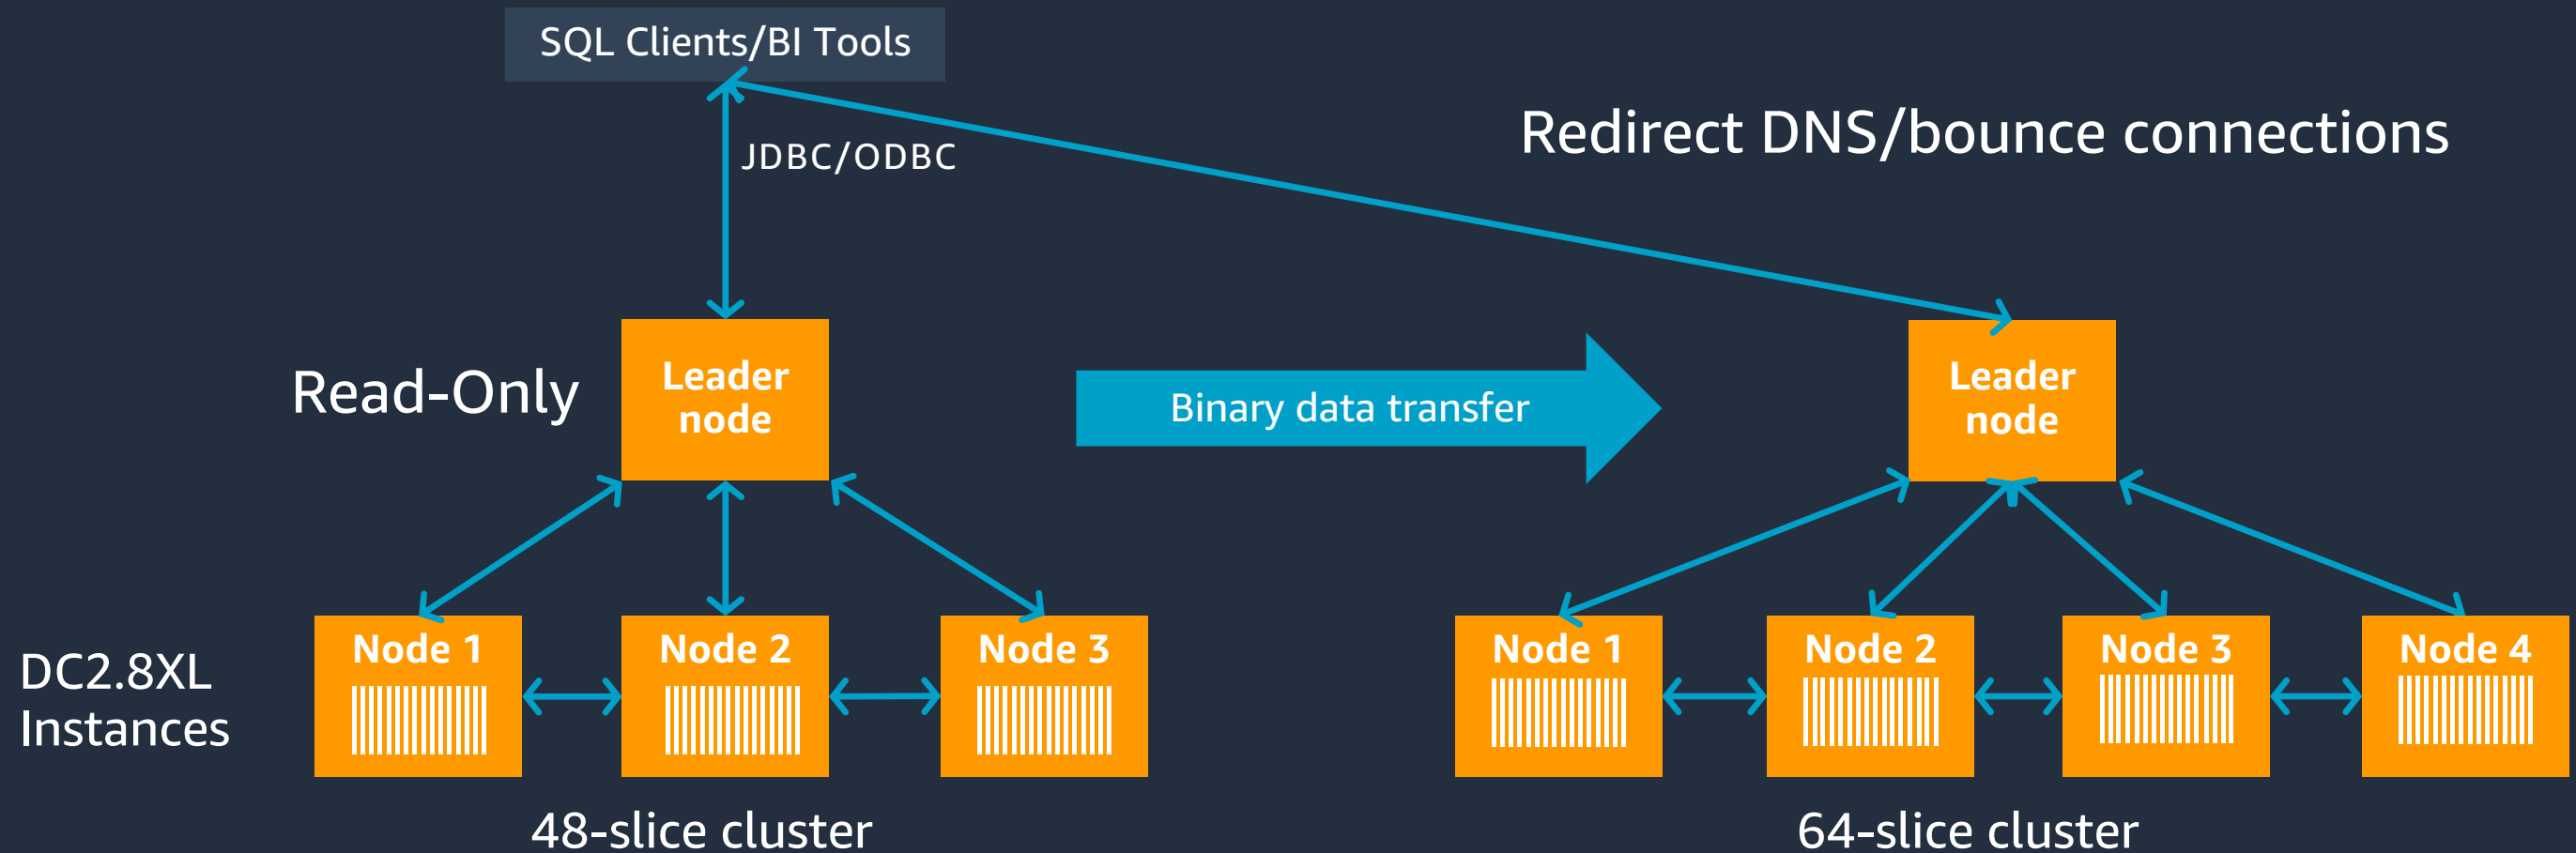 SQL Clients/BI Tools
JDBC/ODBC
Redirect DNS/bounce connections
Read-Only
Leader
node
Binary data transfer
Leader
node
DC2.8XL
Instances
Node 1
Node 2
Node 3
Node 1
Node 2
Node 3
Node 4
48-slice cluster
64-slice cluster